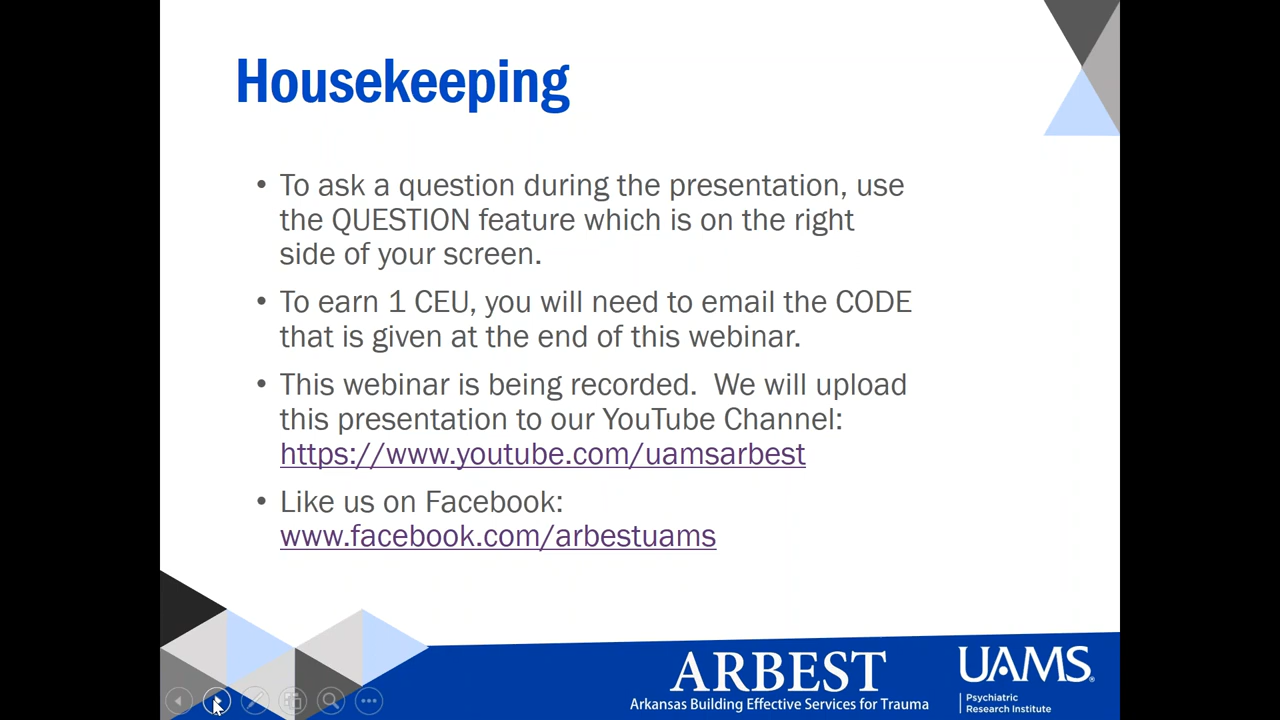 Housekeeping
• To ask a question during the presentation, use
the QUESTION feature which is on the right
side of your screen.
• To earn 1 CEU, you will need to email the CODE
that is given at the end of this webinar.
• This webinar is being recorded.  We will upload
this presentation to our YouTube Channel:
https://www.youtube.com/uamsarbest
• Like us on Facebook:
www.facebook.com/arbestuams
ARBEST
Arkansas Building Effective Services for Trauma
UAMS®
Psychiatric
Research Institute